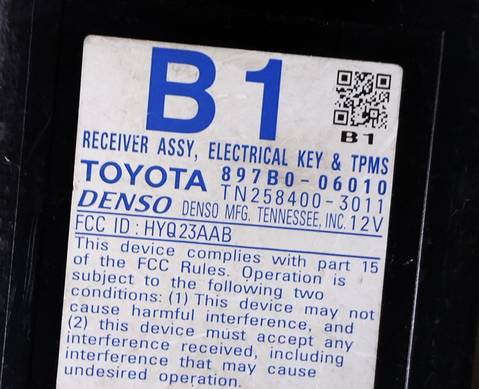 B1
B1
RECEIVER ASSY, ELECTRICAL KEY & TPMS
TOYOTA 897B0-06010
TN258400-3011
DENSO DENSO MFG. TENNESSEE, INC. 12V
FCC ID : HYQ23AAB
This device complies with part 15
of the FCC Rules. Operation is
subject to the following two
conditions: (1) This device may not
cause harmful interference, and
(2) this device must accept any
interference received, including
interference that may cause
undesired operation.